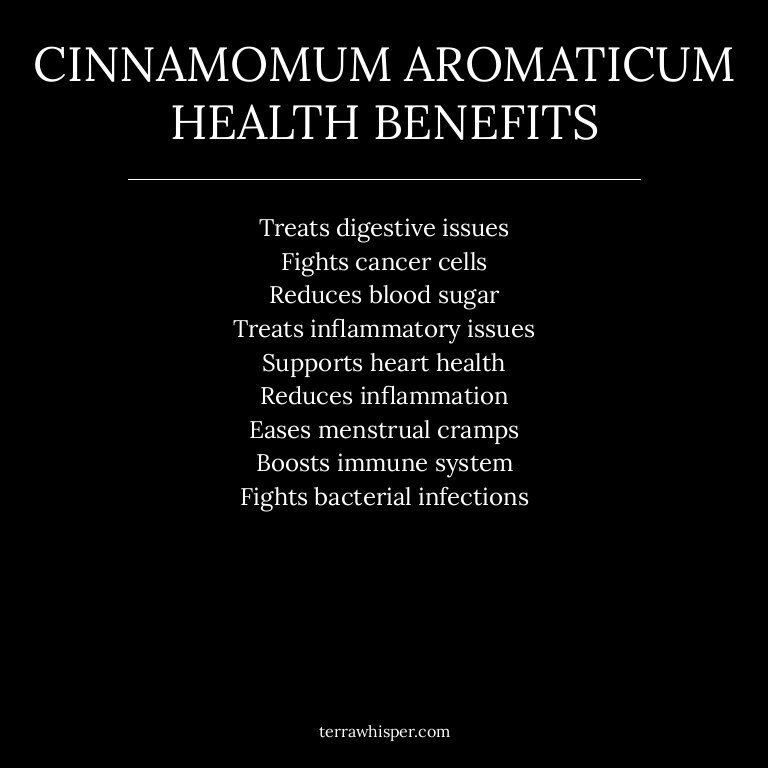 CINNAMOMUM AROMATICUM
HEALTH BENEFITS
Treats digestive issues
Fights cancer cells
Reduces blood sugar
Treats inflammatory issues
Supports heart health
Reduces inflammation
Eases menstrual cramps
Boosts immune system
Fights bacterial infections
terrawhisper.com